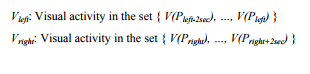 Vleft: Visual activity in the set { V(Pleft-2sec), ..., V(Pleft) }
Vright: Visual activity in the set { V(Pright), ..., V(Pright+2sec) }